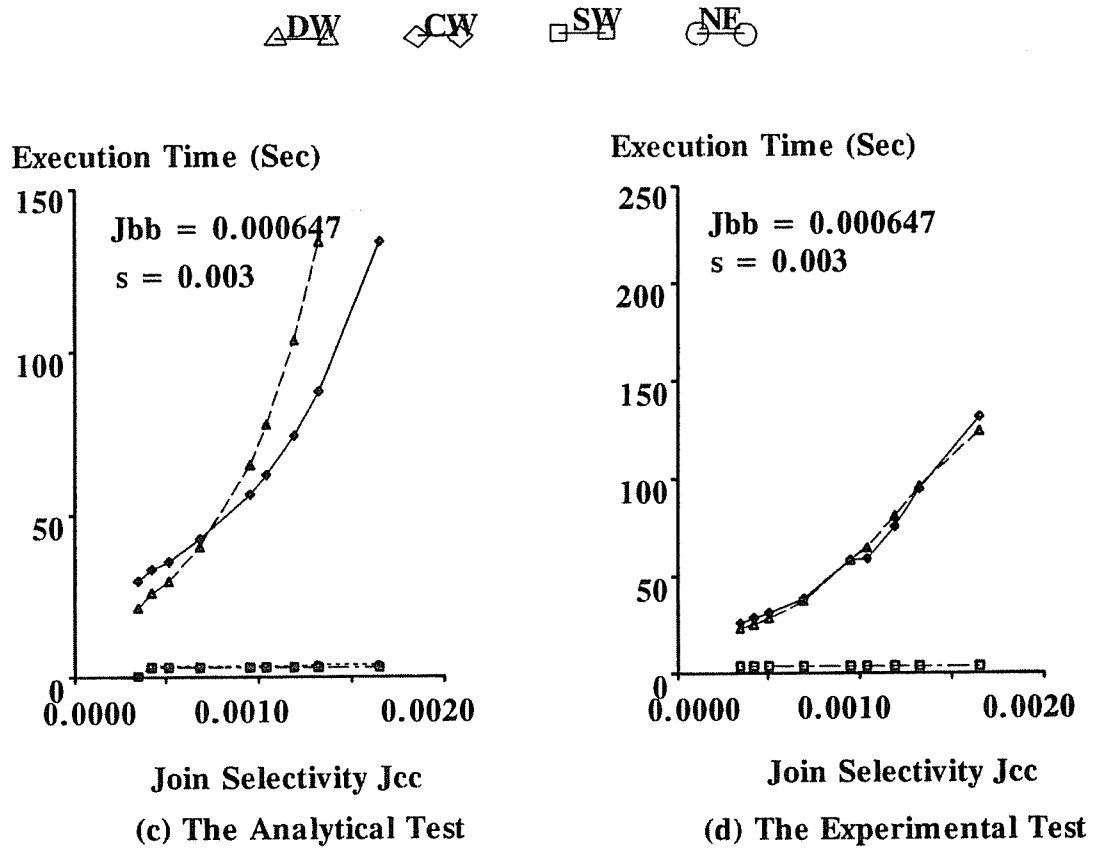 DW CW SW NE
Execution Time (Sec)
150
Jbb = 0.000647
s = 0.003
100
50
0
0.0000 0.0010 0.0020
Join Selectivity Jcc
(c) The Analytical Test
Execution Time (Sec)
250
Jbb = 0.000647
s = 0.003
200
150
100
50
0
0.0000 0.0010 0.0020
Join Selectivity Jcc
(d) The Experimental Test